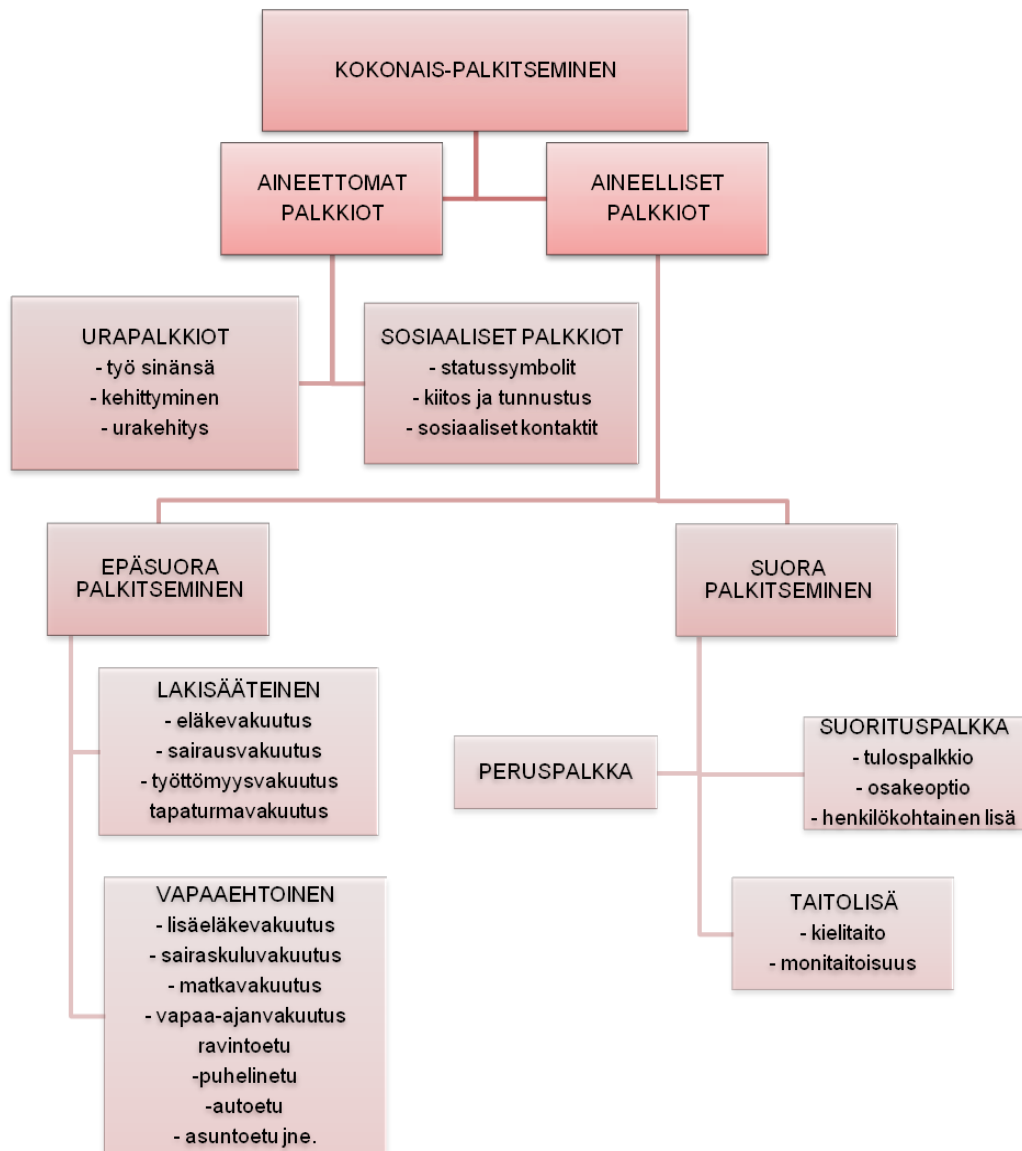 KOKONAIS-PALKITSEMINEN
AINEETTOMAT
PALKKIOT
AINEELLISET
PALKKIOT
URAPALKKIOT
- työ sinänsä
- kehittyminen
- urakehitys
SOSIAALISET PALKKIOT
- statussymbolit
- kiitos ja tunnustus
- sosiaaliset kontaktit
EPÄSUORA
PALKITSEMINEN
SUORA
PALKITSEMINEN
LAKISÄÄTEINEN
- eläkevakuutus
- sairausvakuutus
- työttömyysvakuutus
tapaturmavakuutus
PERUSPALKKA
SUORITUSPALKKA
- tulospalkkio
- osakeoptio
- henkilökohtainen lisä
VAPAAEHTOINEN
- lisäeläkevakuutus
- sairaskuluvakuutus
- matkavakuutus
- vapaa-ajanvakuutus
ravintoetu
-puhelinetu
-autoetu
- asuntoetu jne.
TAITOLISÄ
- kielitaito
- monitaitoisuus